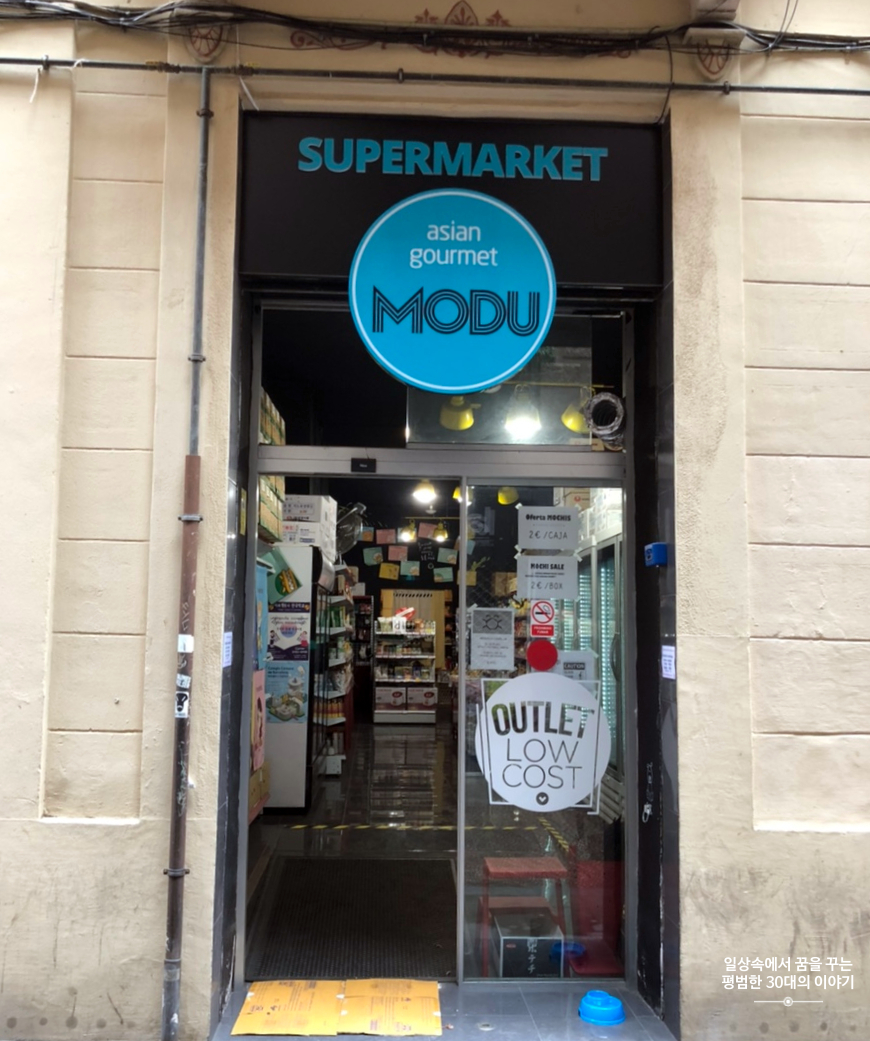 SUPERMARKET
asian
gourmet
MODU
Oferta MOCHIS
2€/CAJA
MOCHI SALE
2€/BOX
CAUTION
OUTLET
LOW
COST
일상속에서 꿈을 꾸는
평범한 30대의 이야기